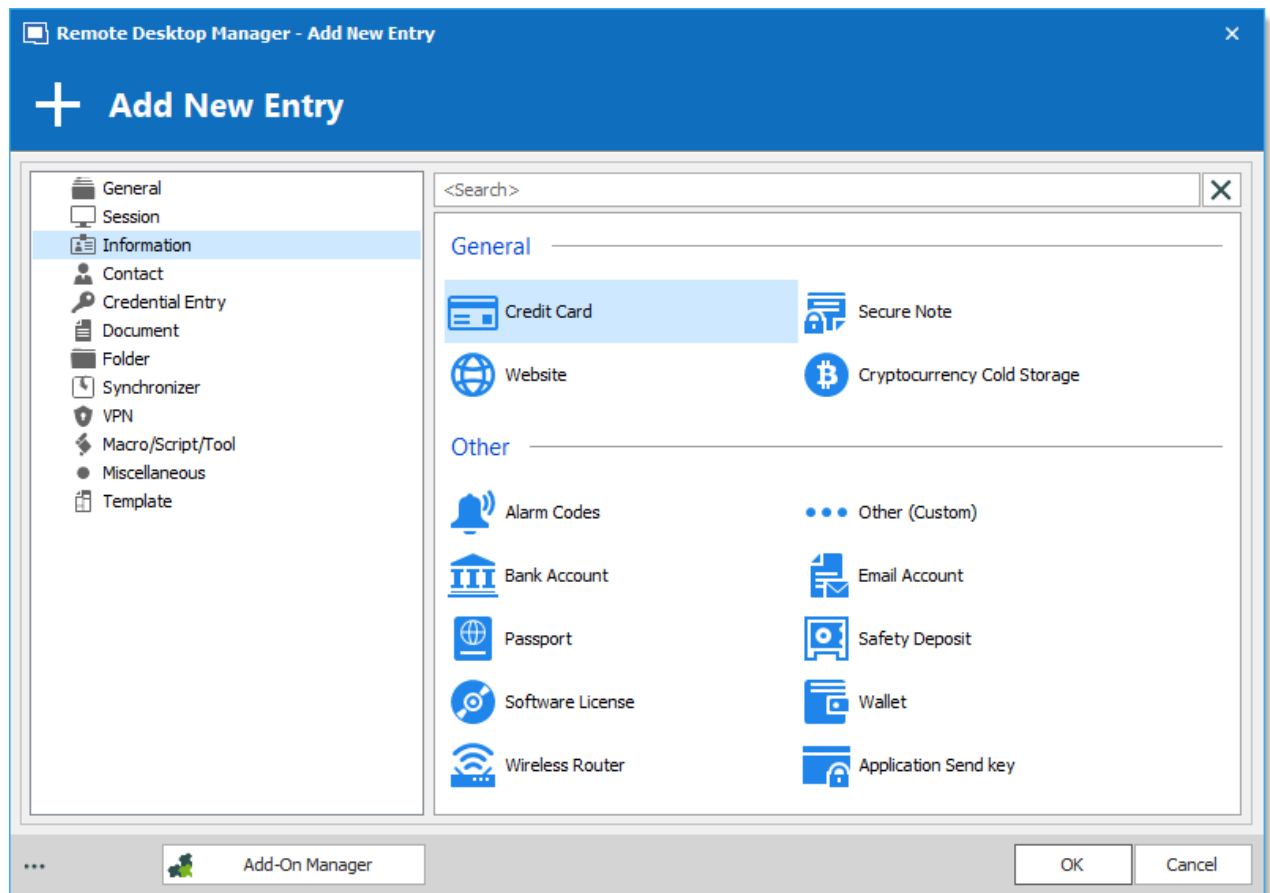 Remote Desktop Manager - Add New Entry
Add New Entry
General
Session
Information
Contact
Credential Entry
Document
Folder
Synchronizer
VPN
Macro/Script/Tool
Miscellaneous
Template
<Search>
General
Credit Card
Secure Note
Website
Cryptocurrency Cold Storage
Other
Alarm Codes
Other (Custom)
Bank Account
Email Account
Passport
Safety Deposit
Software License
Wallet
Wireless Router
Application Send key
... Add-On Manager OK Cancel